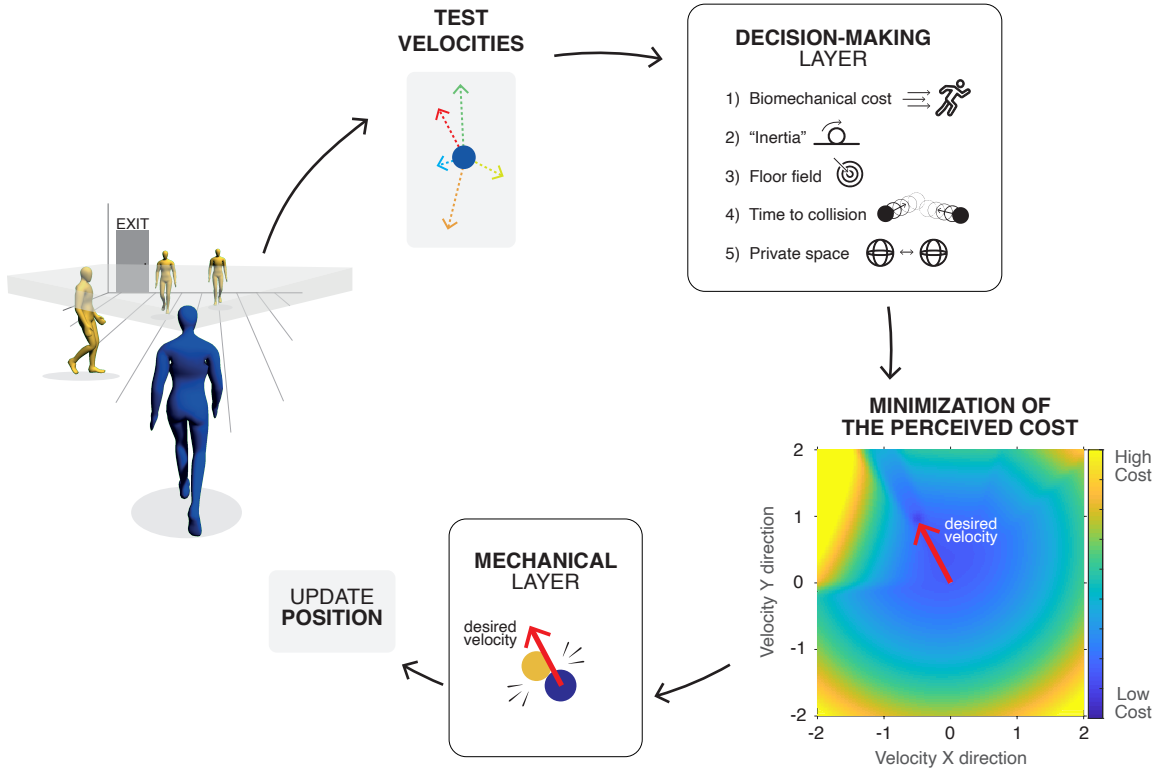 TEST
VELOCITIES
DECISION-MAKING
LAYER
1) Biomechanical cost
2) “Inertia”
3) Floor field
4) Time to collision
5) Private space
EXIT
MINIMIZATION OF
THE PERCEIVED COST
2
1
0
-1
-2
-2
-1
0
1
2
Velocity Y direction
Velocity X direction
desired
velocity
High
Cost
Low
Cost
MECHANICAL
LAYER
desired
velocity
UPDATE
POSITION